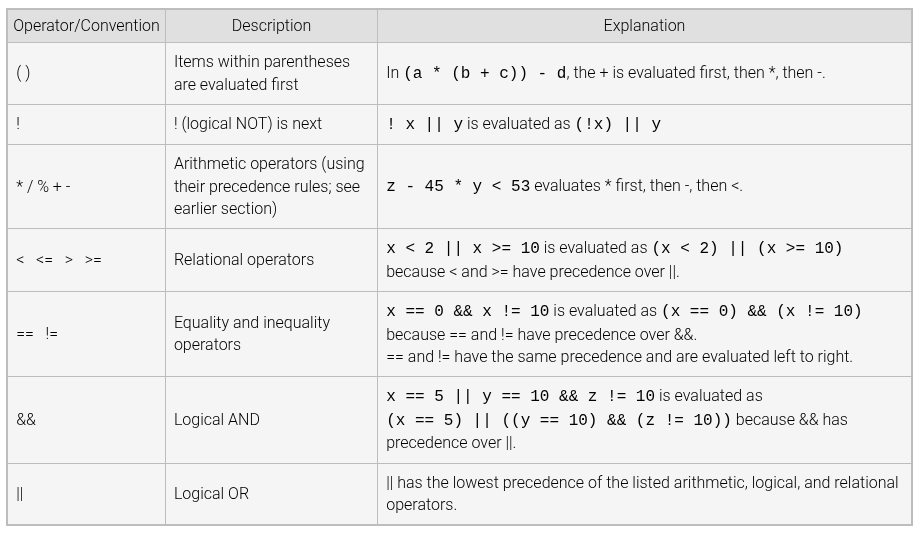 Operator/Convention Description Explanation
( ) Items within parentheses
are evaluated first In (a * (b + c)) - d, the + is evaluated first, then *, then -.
! ! (logical NOT) is next ! x || y is evaluated as (!x) || y
* / % + - Arithmetic operators (using
their precedence rules; see
earlier section) z - 45 * y < 53 evaluates * first, then -, then <.
< <= > >= Relational operators x < 2 || x >= 10 is evaluated as (x < 2) || (x >= 10)
because < and >= have precedence over ||.
== != Equality and inequality
operators x == 0 && x != 10 is evaluated as (x == 0) && (x != 10)
because == and != have precedence over &&.
== and != have the same precedence and are evaluated left to right.
&& Logical AND x == 5 || y == 10 && z != 10 is evaluated as
(x == 5) || ((y == 10) && (z != 10)) because && has
precedence over ||.
|| Logical OR || has the lowest precedence of the listed arithmetic, logical, and relational
operators.